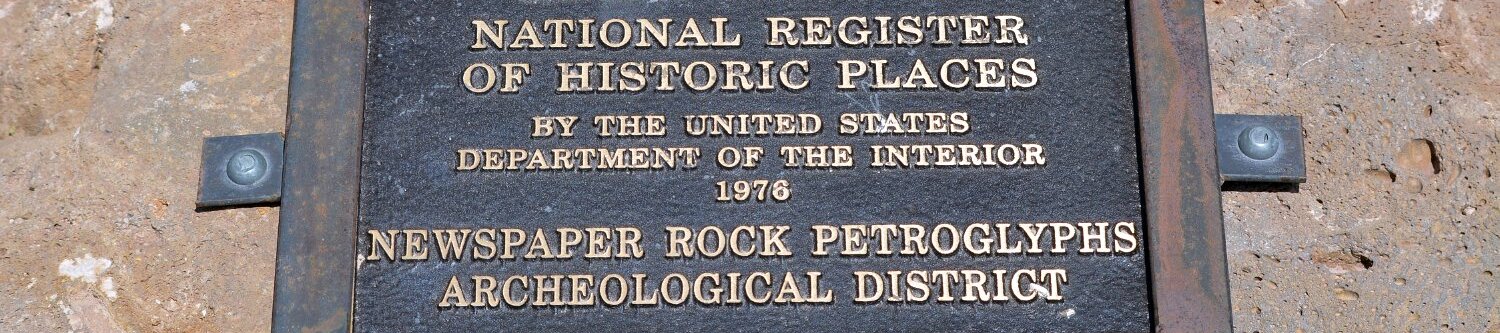 NATIONAL REGISTER
OF HISTORIC PLACES
BY THE UNITED STATES
DEPARTMENT OF THE INTERIOR
1976
NEWSPAPER ROCK PETROGLYPHS
ARCHEOLOGICAL DISTRICT